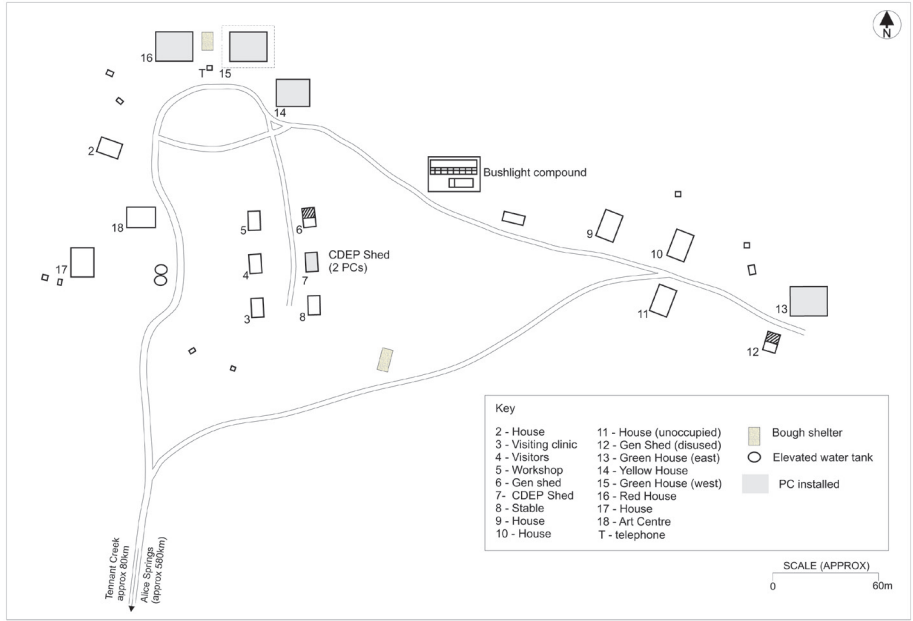 N
16
T
15
14
2
Bushlight compound
18
5
6
9
10
17
4
CDEP Shed
(2 PCs)
7
3
8
11
13
12
Key
2 - House
3 - Visiting clinic
4 - Visitors
5 - Workshop
6 - Gen shed
7- CDEP Shed
8 - Stable
9 - House
10 - House
11 - House (unoccupied)
12 - Gen Shed (disused)
13 - Green House (east)
14 - Yellow House
15 - Green House (west)
16 - Red House
17 - House
18 - Art Centre
T - telephone
Bough shelter
Elevated water tank
PC installed
Tennant Creek
approx 80km
Alice Springs
(approx 580km)
SCALE (APPROX)
0 60m